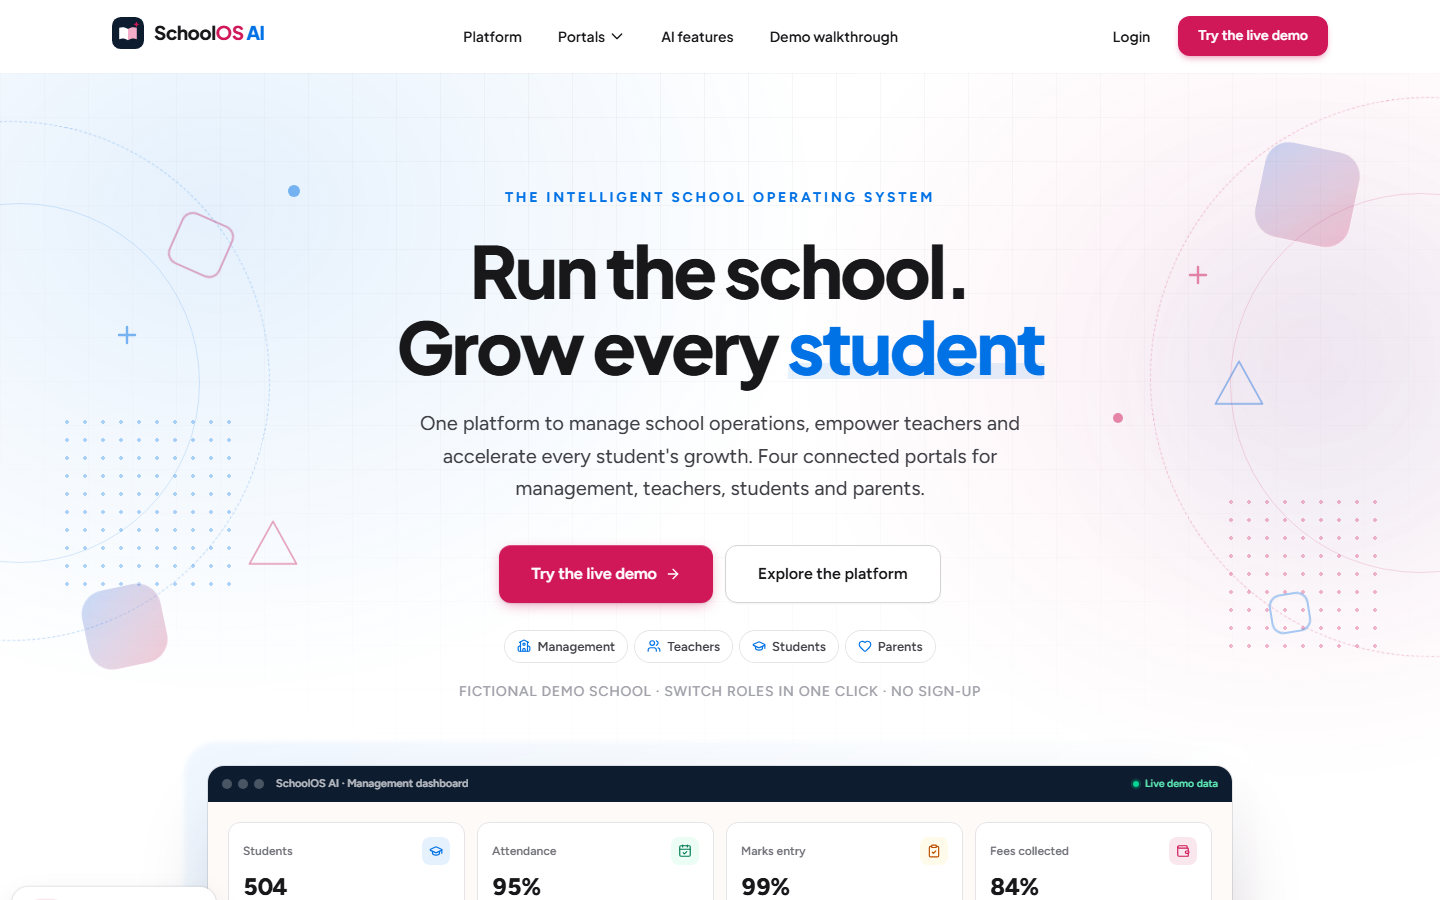 SchoolOS AI
Platform
Portals
AI features
Demo walkthrough
Login
Try the live demo
THE INTELLIGENT SCHOOL OPERATING SYSTEM
Run the school.
Grow every student
One platform to manage school operations, empower teachers and
accelerate every student's growth. Four connected portals for
management, teachers, students and parents.
Try the live demo
Explore the platform
Management
Teachers
Students
Parents
FICTIONAL DEMO SCHOOL · SWITCH ROLES IN ONE CLICK · NO SIGN-UP
SchoolOS AI · Management dashboard
Live demo data
Students
504
Attendance
95%
Marks entry
99%
Fees collected
84%